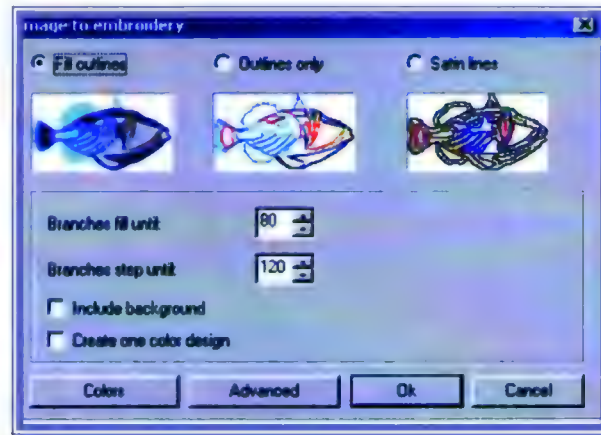 mage to embroidery
Fill outlines
Outlines only
Satin lines
Branches fill until:
80
Branches step until:
120
Include background
Create one color design
Colors
Advanced
Ok
Cancel